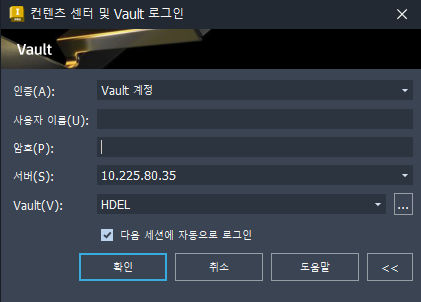 컨텐츠 센터 및 Vault 로그인
Vault
인증(A): Vault 계정
사용자 이름(U):
암호(P):
서버(S): 10.225.80.35
Vault(V): HDEL ...
다음 세션에 자동으로 로그인
확인 취소 도움말 <<